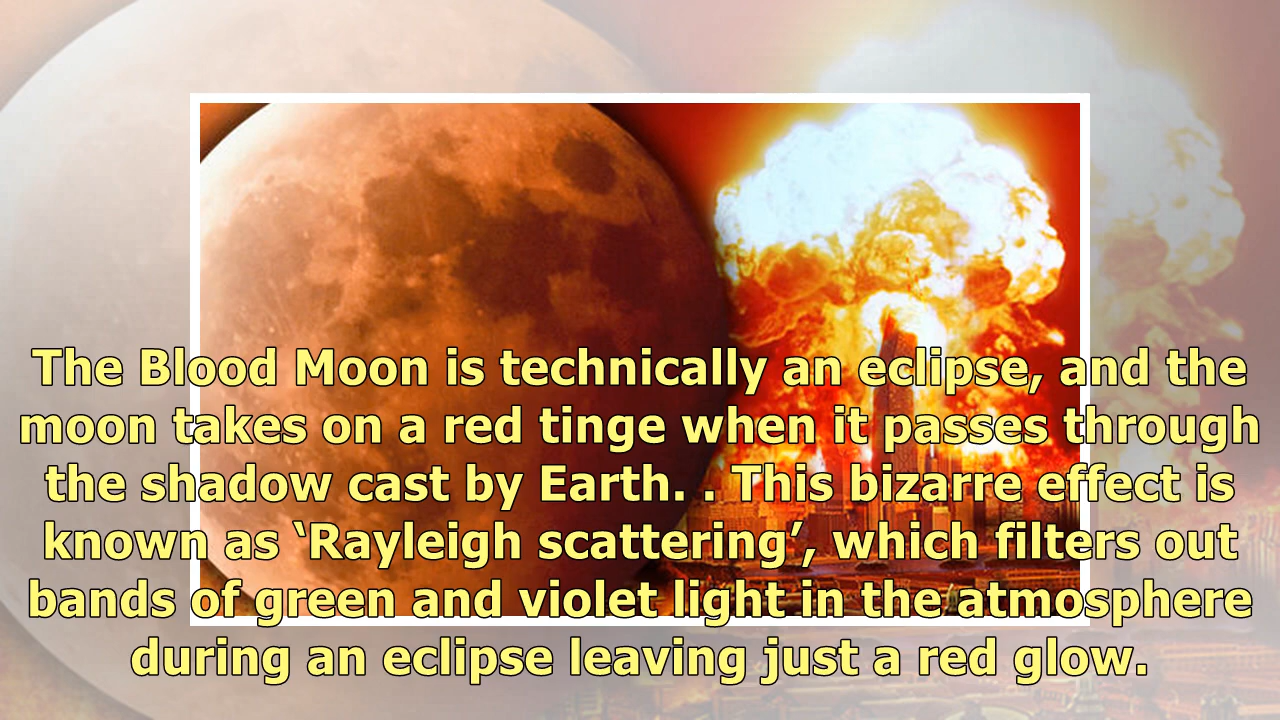 The Blood Moon is technically an eclipse, and the
moon takes on a red tinge when it passes through
the shadow cast by Earth. . This bizarre effect is
known as ‘Rayleigh scattering’, which filters out
bands of green and violet light in the atmosphere
during an eclipse leaving just a red glow.